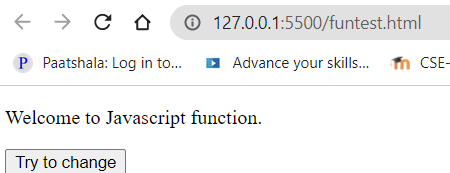 127.0.0.1:5500/funtest.html
P Paatshala: Log in to... Advance your skills... CSE-
Welcome to Javascript function.
Try to change